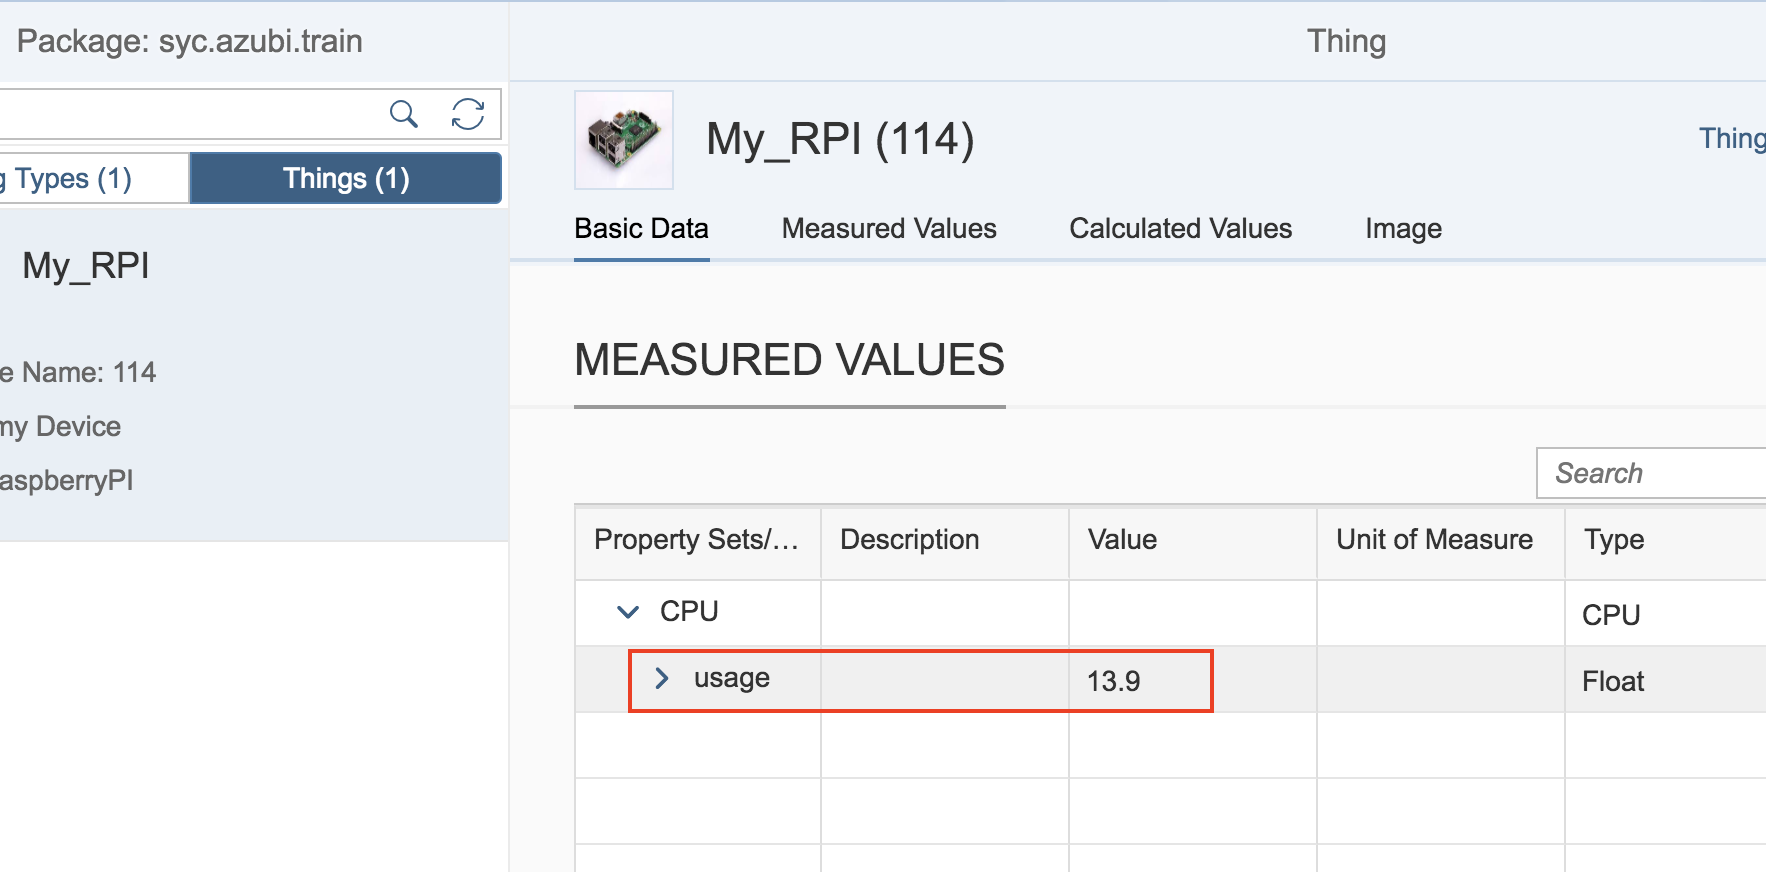 Package: syc.azubi.train
Thing
Types (1)
Things (1)
My_RPI
Name: 114
Device
My_RPI (114)
Thing
Basic Data
Measured Values
Calculated Values
Image
MEASURED VALUES
Search
Property Sets/...
Description
Value
Unit of Measure
Type
CPU
CPU
usage
13.9
Float